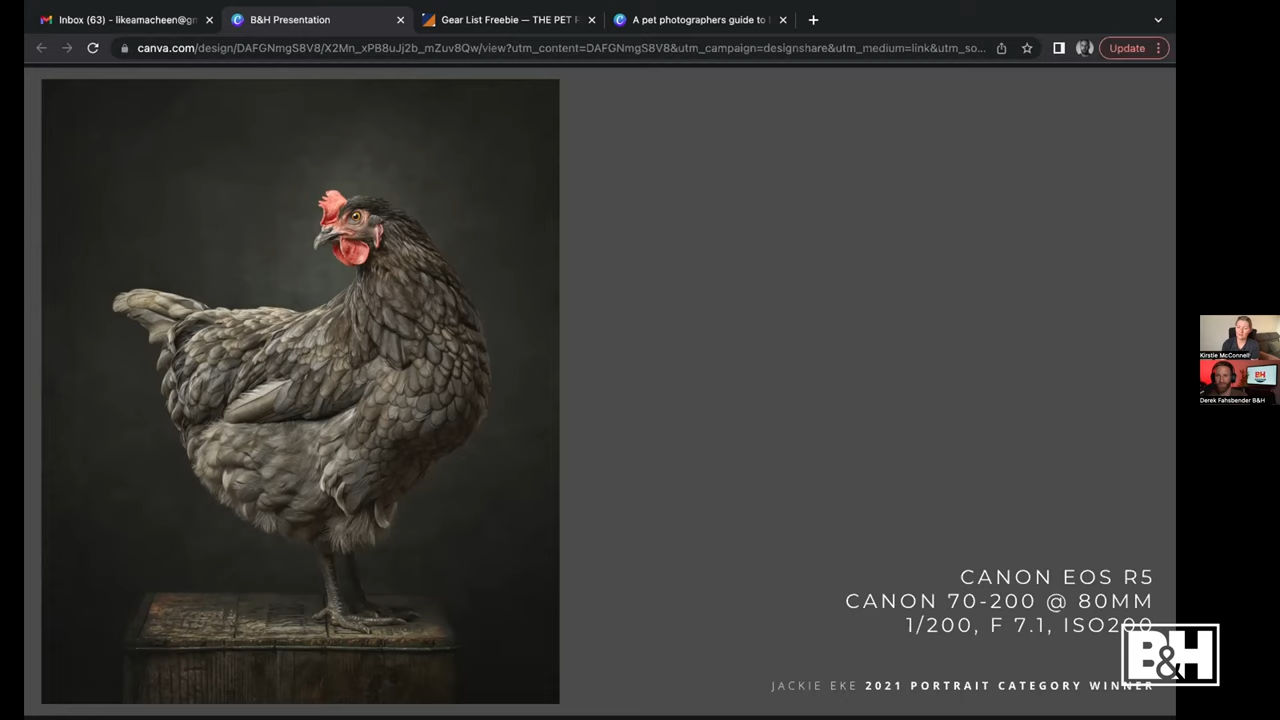 Inbox (63) - likeamacheen@gn
B&H Presentation
Gear List Freebie — THE PET P
A pet photographers guide to
canva.com/design/DAFGNmgS8V8/X2Mn_xPB8uJj2b_mZuv8Qw/view?utm_content=DAFGNmgS8V8&utm_campaign=designshare&utm_medium=link&utm_so...
Update
Kirstie McConnell
B&H
Derek Fahsbender B&H
CANON EOS R5
CANON 70-200 @ 80MM
1/200, F 7.1, ISO200
B&H
JACKIE EKE 2021 PORTRAIT CATEGORY WINNER